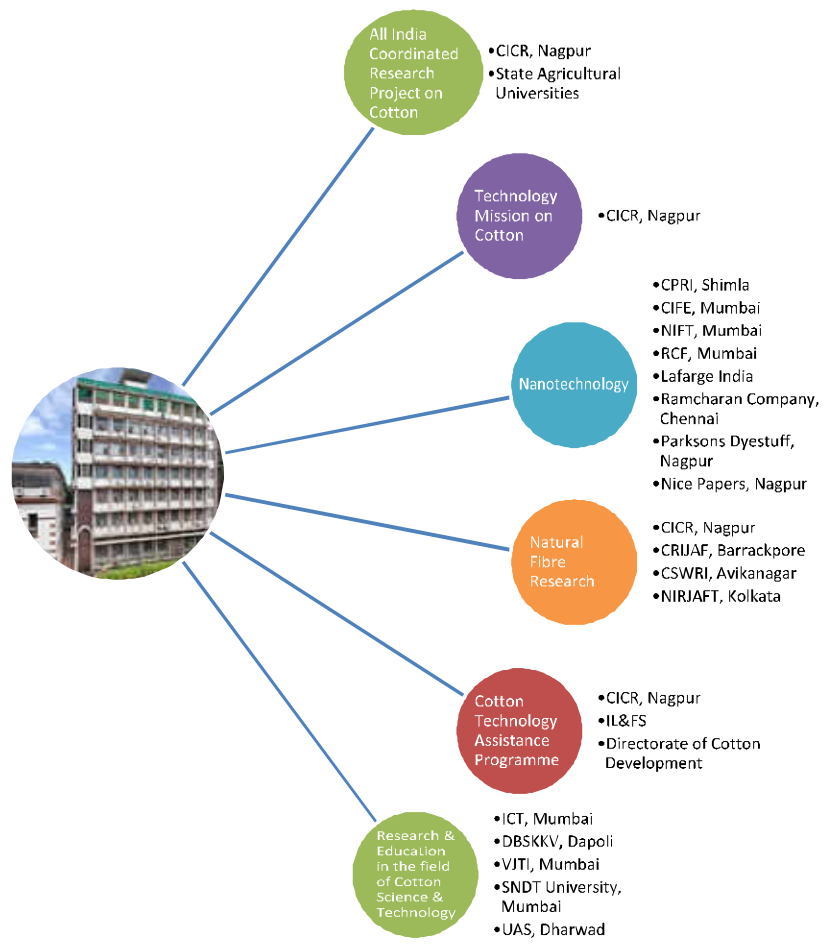 All India
Coordinated
Research
Project on
Cotton
•CICR, Nagpur
•State Agricultural
Universities
Technology
Mission on
Cotton
•CICR, Nagpur
Nanotechnology
•CPRI, Shimla
•CIFE, Mumbai
•NIFT, Mumbai
•RCF, Mumbai
•Lafarge India
•Ramcharan Company,
Chennai
•Parksons Dyestuff,
Nagpur
•Nice Papers, Nagpur
Natural
Fibre
Research
•CICR, Nagpur
•CRIJAF, Barrackpore
•CSWRI, Avikanagar
•NIRJAFT, Kolkata
Cotton
Technology
Assistance
Programme
•CICR, Nagpur
•IL&FS
•Directorate of Cotton
Development
Research &
Education
in the field
of Cotton
Science &
Technology
•ICT, Mumbai
•DBSKKV, Dapoli
•VJTI, Mumbai
•SNDT University,
Mumbai
•UAS, Dharwad